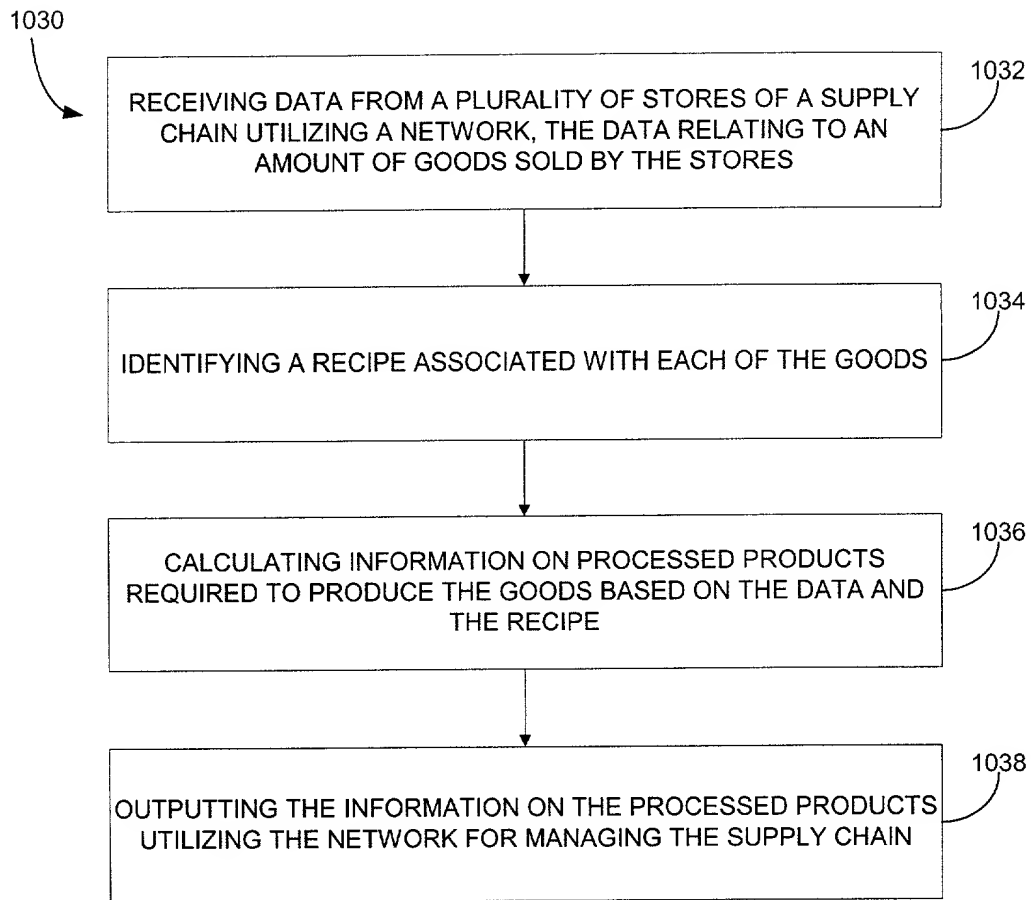 1030
1032
RECEIVING DATA FROM A PLURALITY OF STORES OF A SUPPLY
CHAIN UTILIZING A NETWORK, THE DATA RELATING TO AN
AMOUNT OF GOODS SOLD BY THE STORES
1034
IDENTIFYING A RECIPE ASSOCIATED WITH EACH OF THE GOODS
1036
CALCULATING INFORMATION ON PROCESSED PRODUCTS
REQUIRED TO PRODUCE THE GOODS BASED ON THE DATA AND
THE RECIPE
1038
OUTPUTTING THE INFORMATION ON THE PROCESSED PRODUCTS
UTILIZING THE NETWORK FOR MANAGING THE SUPPLY CHAIN